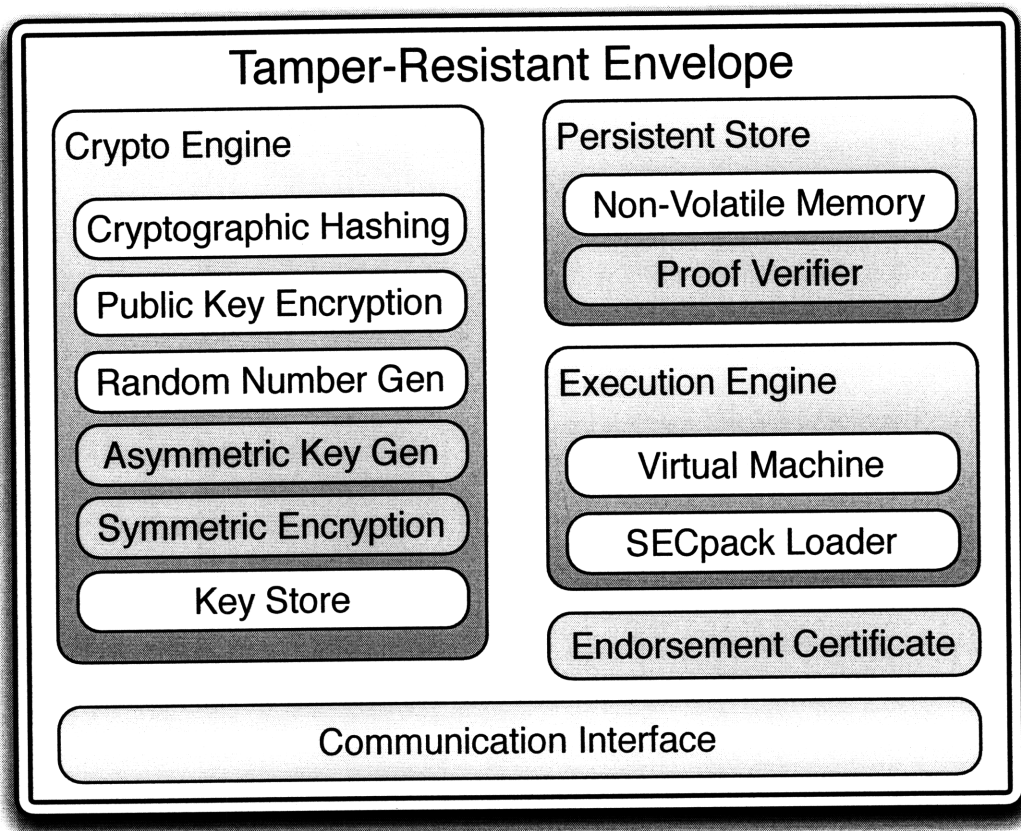 Tamper-Resistant Envelope
Crypto Engine
Cryptographic Hashing
Public Key Encryption
Random Number Gen
Asymmetric Key Gen
Symmetric Encryption
Key Store
Persistent Store
Non-Volatile Memory
Proof Verifier
Execution Engine
Virtual Machine
SECpack Loader
Endorsement Certificate
Communication Interface